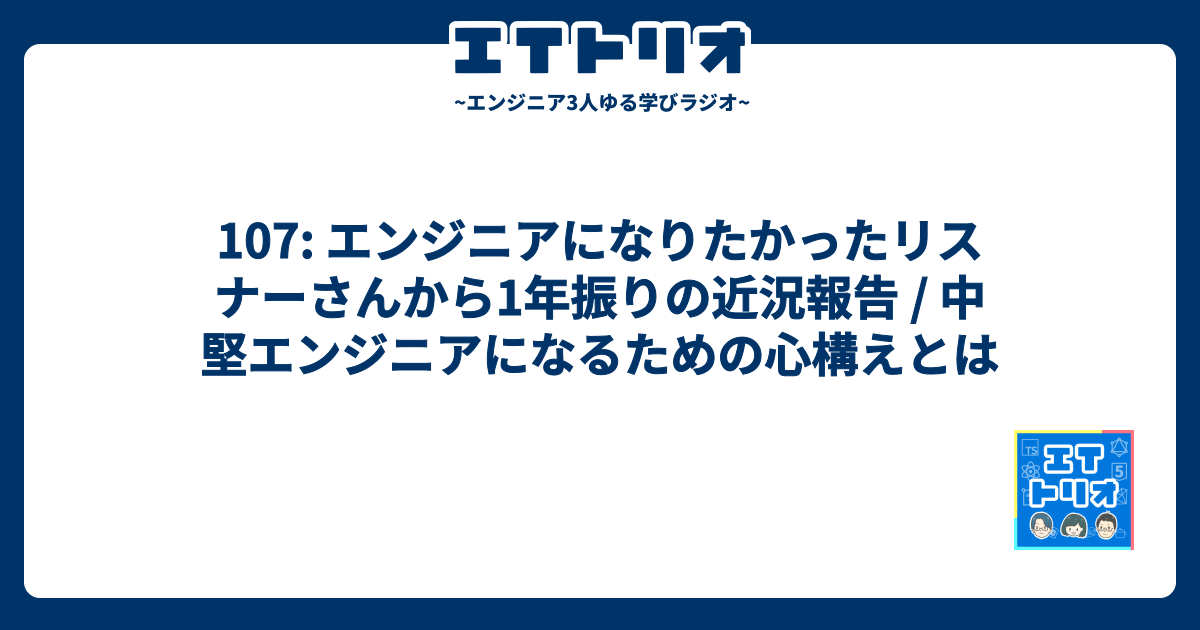 エイトリオ
~エンジニア3人ゆる学びラジオ~
107: エンジニアになりたかったリス
ナーさんから1年振りの近況報告 / 中
堅エンジニアになるための心構えとは
TS
5
エイ
トリオ